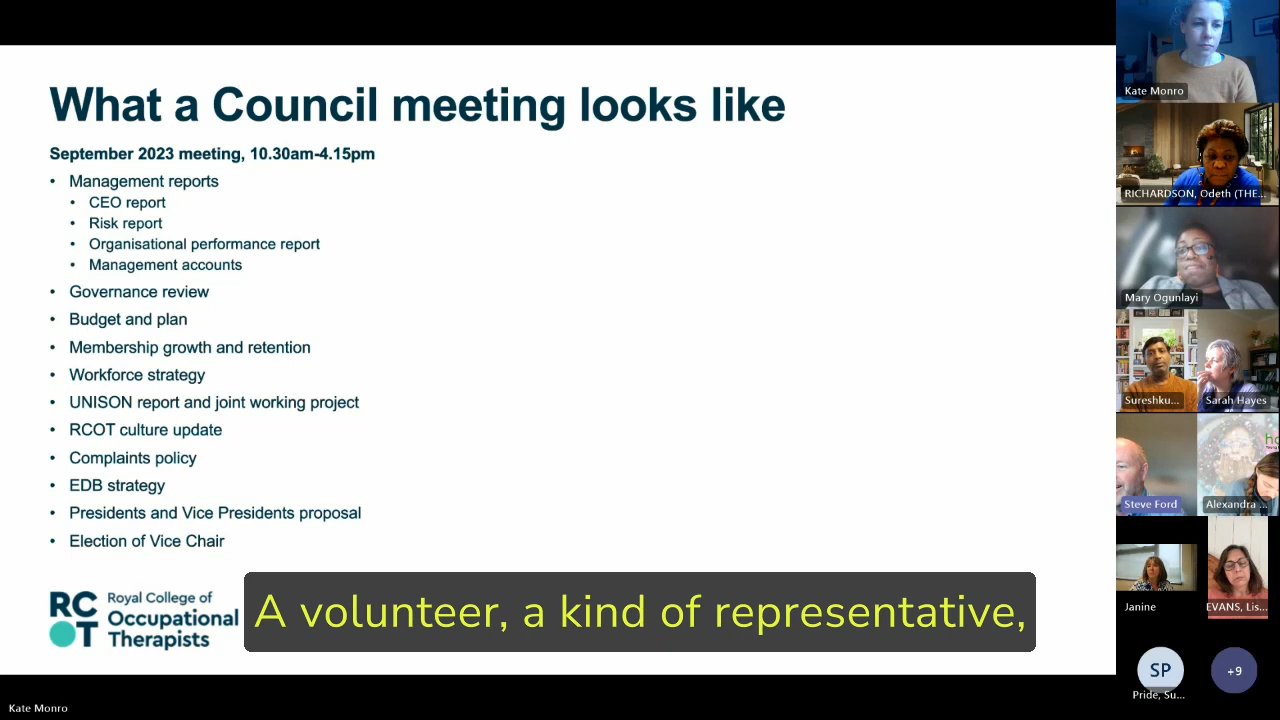 What a Council meeting looks like
September 2023 meeting, 10.30am-4.15pm
• Management reports
• CEO report
• Risk report
• Organisational performance report
• Management accounts
• Governance review
• Budget and plan
• Membership growth and retention
• Workforce strategy
• UNISON report and joint working project
• RCOT culture update
• Complaints policy
• EDB strategy
• Presidents and Vice Presidents proposal
• Election of Vice Chair
RCOT
Royal College of
Occupational
Therapists
A volunteer, a kind of representative,
Kate Monro
Kate Monro
RICHARDSON, Odeth (THE...
Mary Ogunlayi
Sureshku...
Sarah Hayes
Steve Ford
Alexandra ...
Janine
EVANS, Lis...
SP
Pride, Su...
+9